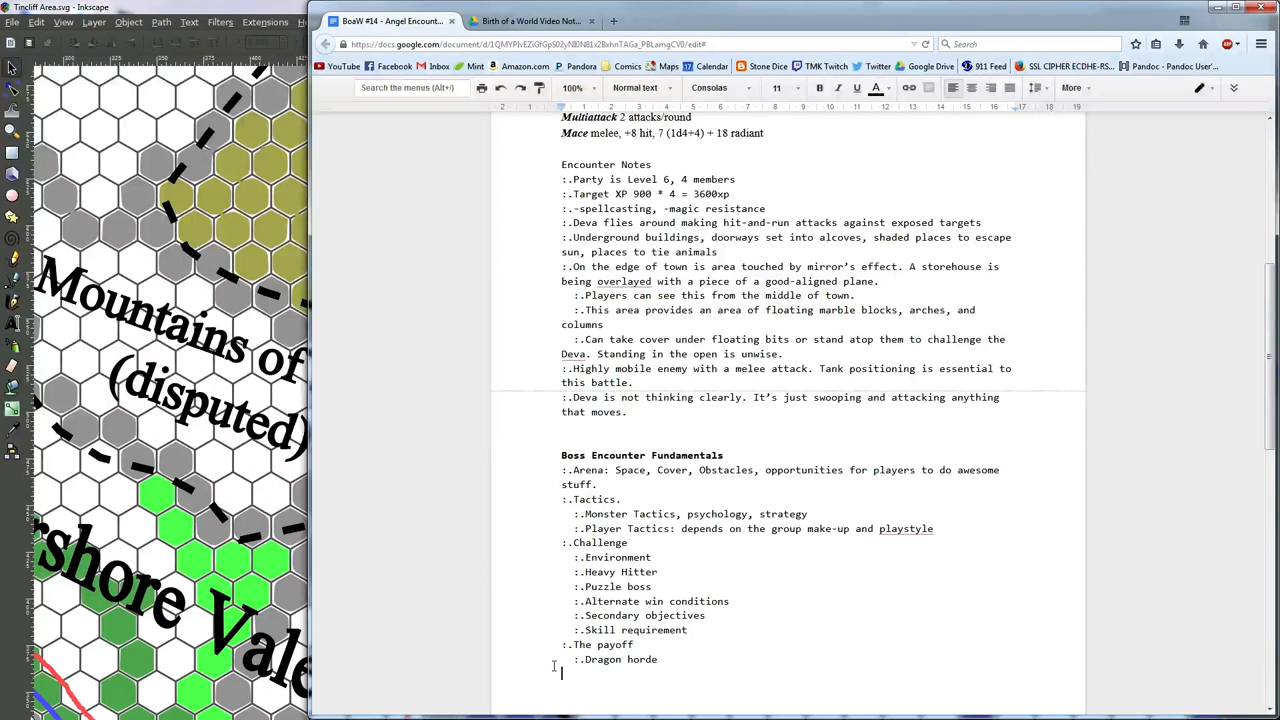 Tincliff Area.svg - Inkscape
Edit View Layer Object Path Text Filters Extensions
BoaW #14 - Angel Encount...
Birth of a World Video Not...
Search
YouTube Facebook Inbox Mint Amazon.com Pandora Comics Maps Calendar Stone Dice TMK Twitch Twitter Google Drive 911 Feed SSL CIPHER ECDHE-RS... Pandoc - Pandoc User'...
Search the menus (Alt+/)
100% Normal text Consolas 11 B I U A More
Multiattack 2 attacks/round
Mace melee, +8 hit, 7 (1d4+4) + 18 radiant
Encounter Notes
:.Party is Level 6, 4 members
:.Target XP 900 * 4 = 3600xp
:.-spellcasting, -magic resistance
:.Deva flies around making hit-and-run attacks against exposed targets
:.Underground buildings, doorways set into alcoves, shaded places to escape
sun, places to tie animals
:.On the edge of town is area touched by mirror's effect. A storehouse is
being overlayed with a piece of a good-aligned plane.
:.Players can see this from the middle of town.
:.This area provides an area of floating marble blocks, arches, and
columns
:.Can take cover under floating bits or stand atop them to challenge the
Deva. Standing in the open is unwise.
:.Highly mobile enemy with a melee attack. Tank positioning is essential to
this battle.
:.Deva is not thinking clearly. It's just swooping and attacking anything
that moves.
Boss Encounter Fundamentals
:.Arena: Space, Cover, Obstacles, opportunities for players to do awesome
stuff.
:.Tactics.
:.Monster Tactics, psychology, strategy
:.Player Tactics: depends on the group make-up and playstyle
:.Challenge
:.Environment
:.Heavy Hitter
:.Puzzle boss
:.Alternate win conditions
:.Secondary objectives
:.Skill requirement
:.The payoff
:.Dragon horde
Mountains of
(disputed)
rshore Vale